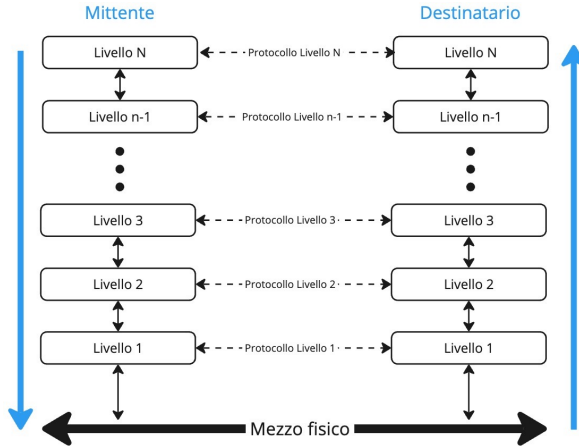 Mittente
Destinatario
Livello N
Protocollo Livello N
Livello N
Livello n-1
Protocollo Livello n-1
Livello n-1
Livello 3
Protocollo Livello 3
Livello 3
Livello 2
Protocollo Livello 2
Livello 2
Livello 1
Protocollo Livello 1
Livello 1
Mezzo fisico